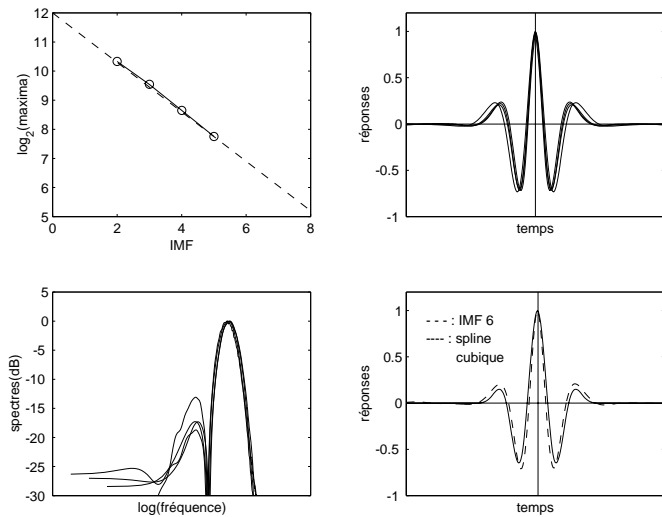 12
11
10
9
8
7
6
5
0
2
4
6
8
log2(maxima)
IMF
1
0.5
0
-0.5
-1
réponses
temps
5
0
-5
-10
-15
-20
-25
-30
spectres(dB)
log(fréquence)
1
0.5
0
-0.5
-1
réponses
temps
: IMF 6
: spline
cubique